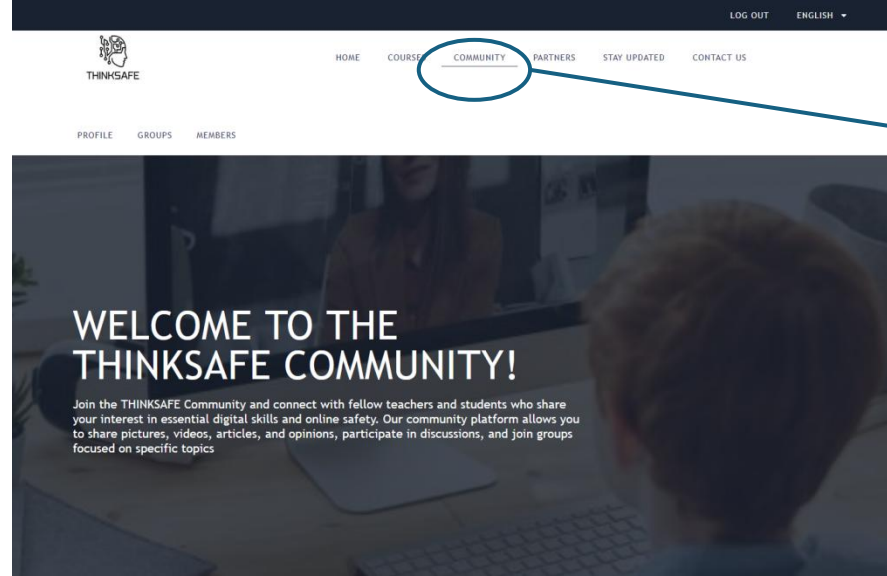 LOG OUT ENGLISH
THINKSAFE
HOME COURSES COMMUNITY PARTNERS STAY UPDATED CONTACT US
PROFILE GROUPS MEMBERS
WELCOME TO THE
THINKSAFE COMMUNITY!
Join the THINKSAFE Community and connect with fellow teachers and students who share
your interest in essential digital skills and online safety. Our community platform allows you
to share pictures, videos, articles, and opinions, participate in discussions, and join groups
focused on specific topics